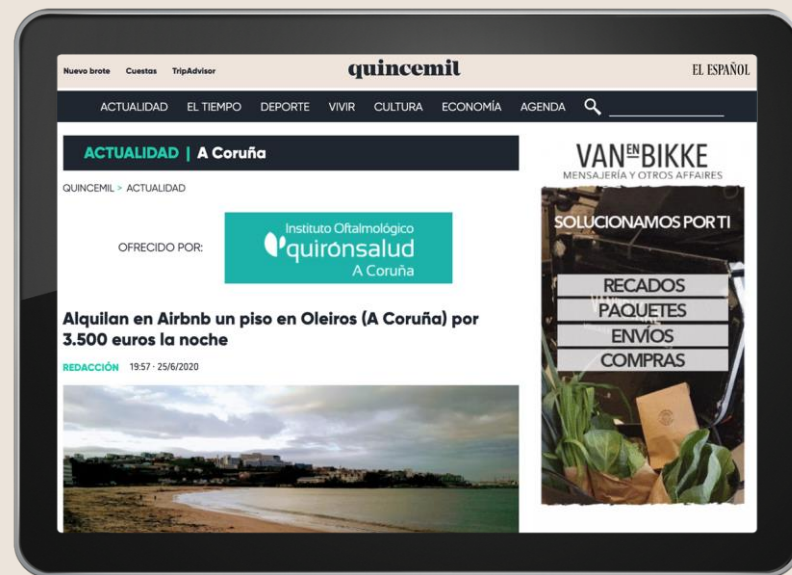 Nuevo brote Cuestas TripAdvisor
quincemil
EL ESPAÑOL
ACTUALIDAD EL TIEMPO DEPORTE VIVIR CULTURA ECONOMÍA AGENDA
ACTUALIDAD | A Coruña
QUINCEMIL > ACTUALIDAD
OFRECIDO POR:
Instituto Oftalmológico
quirónsalud
A Coruña
Alquilan en Airbnb un piso en Oleiros (A Coruña) por
3.500 euros la noche
REDACCIÓN 19:57 · 25/6/2020
VAN EN BIKKE
MENSAJERÍA Y OTROS AFFAIRES
SOLUCIONAMOS POR TI
RECADOS
PAQUETES
ENVÍOS
COMPRAS